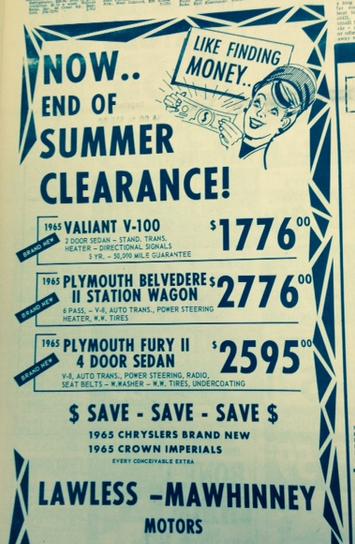 LIKE FINDING
MONEY..
NOW..
END OF
SUMMER
CLEARANCE!
1965 VALIANT V-100
BRAND NEW
2 DOOR SEDAN – STAND. TRANS.
HEATER – DIRECTIONAL SIGNALS
5 YR. – 50,000 MILE GUARANTEE
$1776.00
1965 PLYMOUTH BELVEDERE
II STATION WAGON
BRAND NEW
6 PASS, – V-8, AUTO TRANS., POWER STEERING
HEATER, W.W. TIRES
$2776.00
1965 PLYMOUTH FURY II
4 DOOR SEDAN
BRAND NEW
V-8, AUTO TRANS., POWER STEERING, RADIO,
SEAT BELTS – W.WASHER – W.W. TIRES, UNDERCOATING
$2595.00
$ SAVE - SAVE - SAVE $
1965 CHRYSLERS BRAND NEW
1965 CROWN IMPERIALS
EVERY CONCEIVABLE EXTRA
LAWLESS –MAWHINNEY
MOTORS